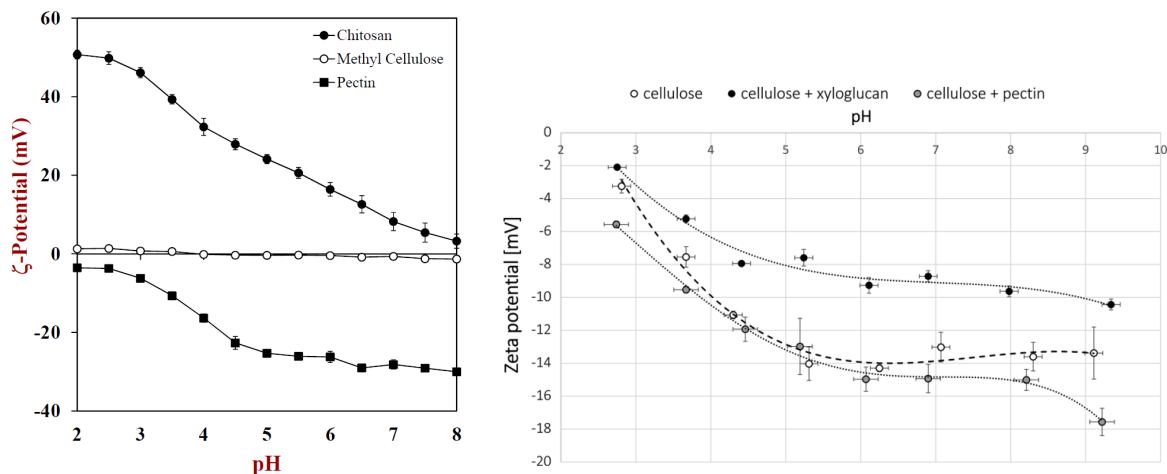 60
40
20
0
-20
-40
ζ-Potential (mV)
Chitosan
Methyl Cellulose
Pectin
2 3 4 5 6 7 8
pH
cellulose cellulose + xyloglucan cellulose + pectin
pH
2 3 4 5 6 7 8 9 10
0
-2
-4
-6
-8
-10
-12
-14
-16
-18
-20
Zeta potential [mV]